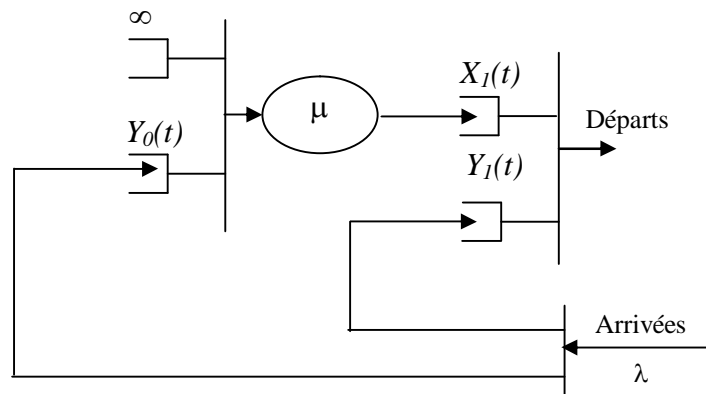 ∞
Y₀(t)
μ
X₁(t)
Y₁(t)
Départs
Arrivées
λ